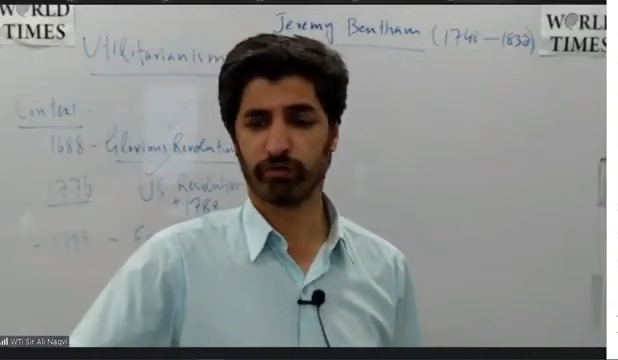 WORLD
TIMES
WORLD
TIMES
Jeremy Bentham (1748-1832)
Utilitarianism
Context
1688 - Glorious Revolution
1776 US Revolution
+ 1788
WTI Sir Ali Naqvi